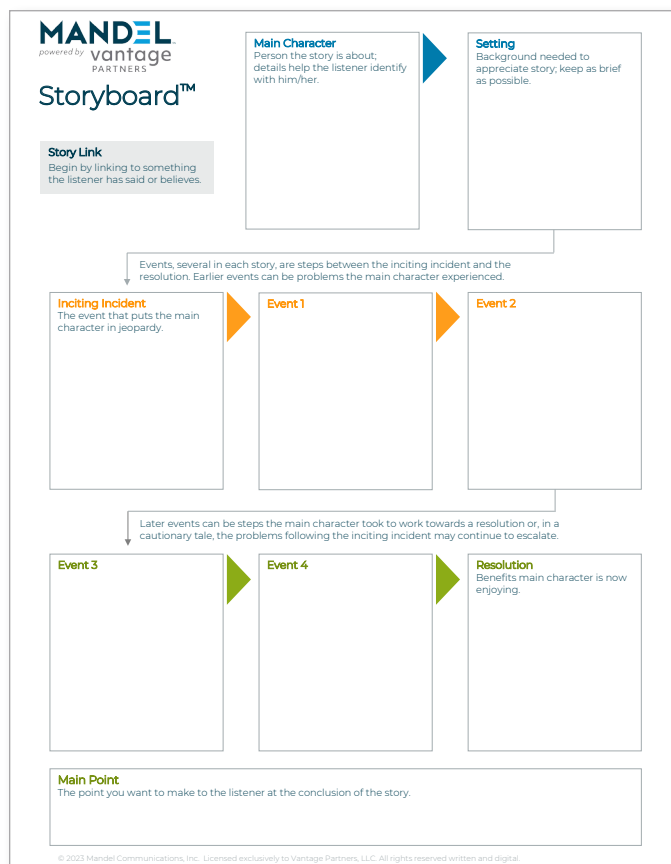 MANDEL
powered by vantage
PARTNERS
Storyboard™
Story Link
Begin by linking to something
the listener has said or believes.
Main Character
Person the story is about;
details help the listener identify
with him/her.
Setting
Background needed to
appreciate story; keep as brief
as possible.
Events, several in each story, are steps between the inciting incident and the
resolution. Earlier events can be problems the main character experienced.
Inciting Incident
The event that puts the main
character in jeopardy.
Event 1
Event 2
Later events can be steps the main character took to work towards a resolution or, in a
cautionary tale, the problems following the inciting incident may continue to escalate.
Event 3
Event 4
Resolution
Benefits main character is now
enjoying.
Main Point
The point you want to make to the listener at the conclusion of the story.
© 2023 Mandel Communications, Inc. Licensed exclusively to Vantage Partners, LLC. All rights reserved written and digital.